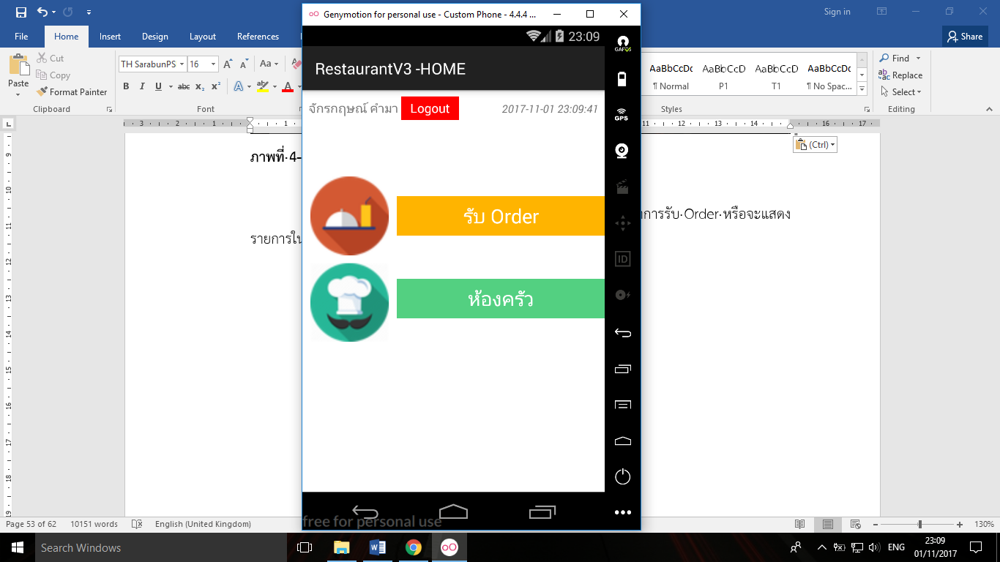 Sign in
File Home Insert Design Layout References
Share
Cut
Copy
Format Painter
Paste
Clipboard
TH SarabunPS 16
Font
AaBbCcDc AaBbCcD AaBbCcD AaBbCcDc
¶ Normal P1 T1 ¶ No Spac...
Styles
Find
Replace
Select
Editing
(Ctrl)
ภาพที่·4-
การรับ·Order·หรือจะแสดง
รายการใน
Genymotion for personal use - Custom Phone - 4.4.4 ...
23:09
RestaurantV3 -HOME
จักรกฤษณ์ คำมา Logout 2017-11-01 23:09:41
รับ Order
ห้องครัว
free for personal use
GPS
ID
Page 53 of 62 10151 words English (United Kingdom)
130%
Search Windows
ENG
23:09
01/11/2017